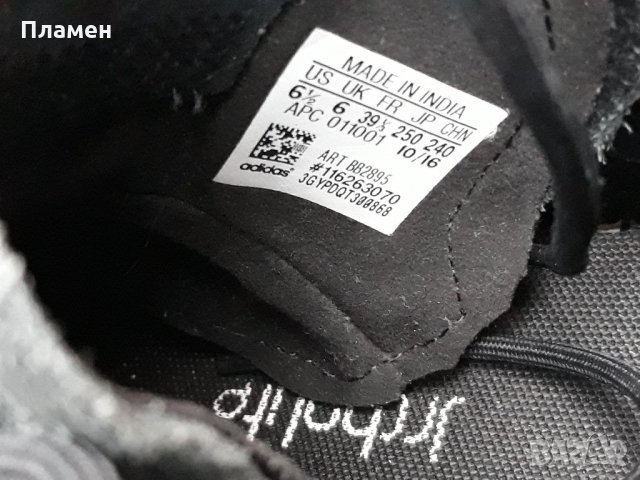 Пламен
MADE IN INDIA
US UK FR JP CHN
6½ 6 39⅓ 250 240
APC 011001 10/16
ART BB2895
#116263070
3GYPDQT300868
adidas